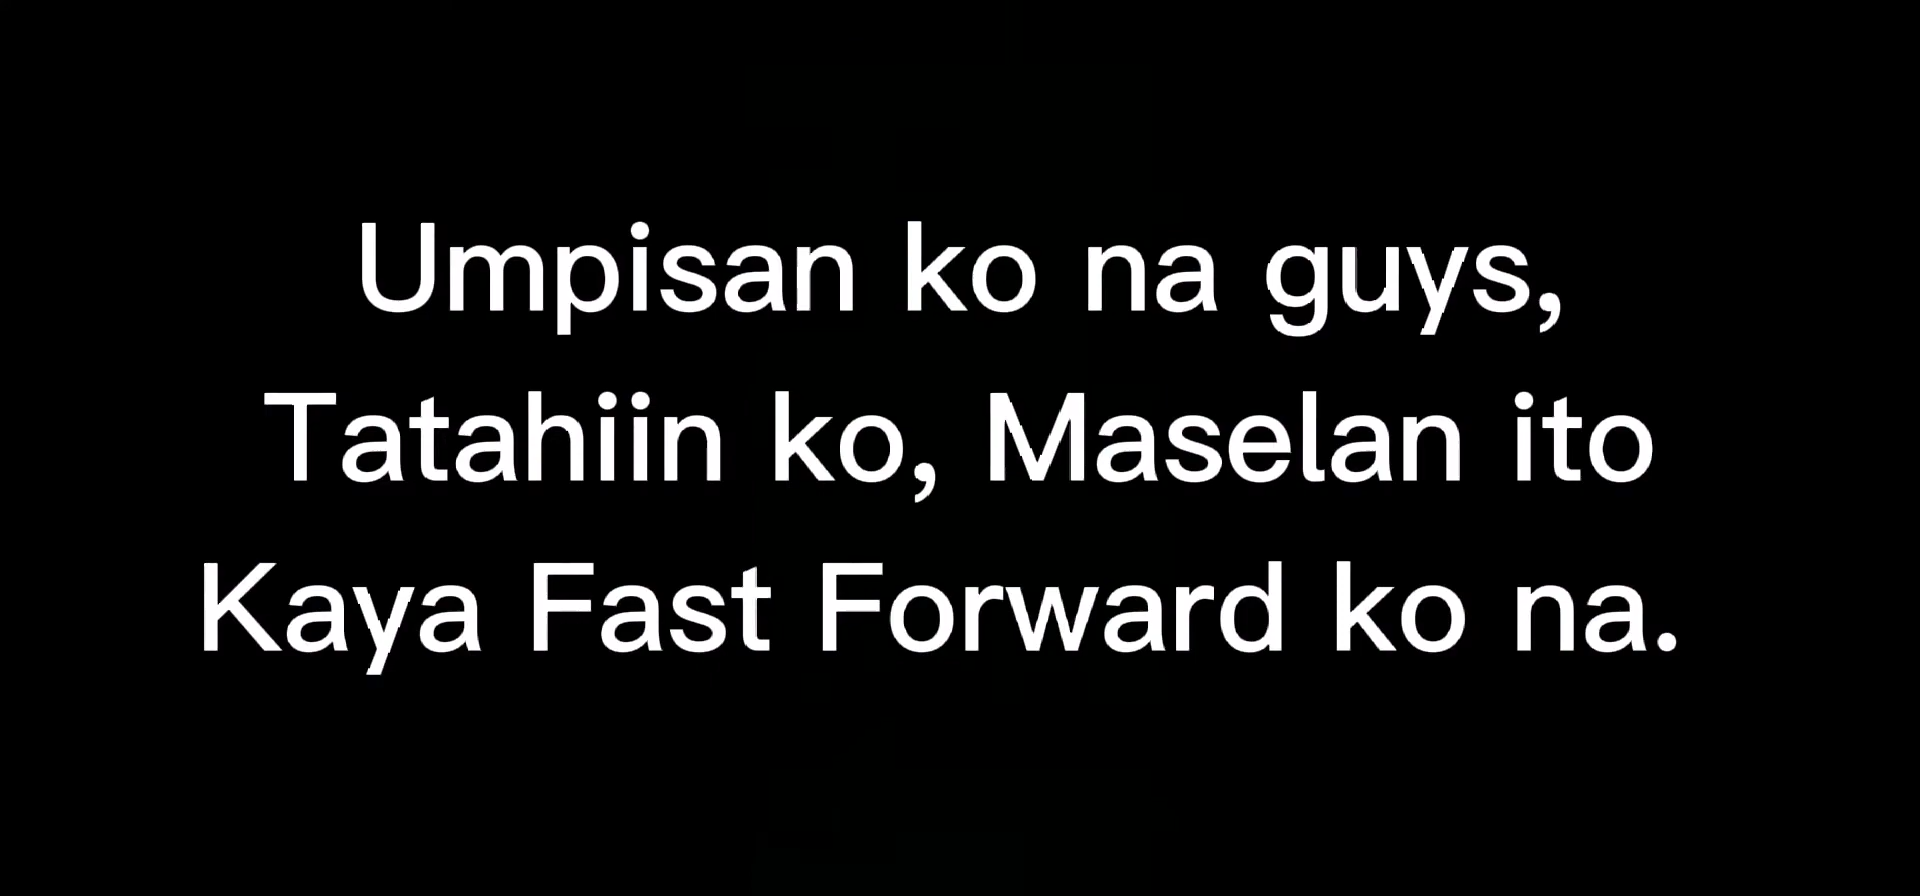 Umpisan ko na guys,
Tatahiin ko, Maselan ito
Kaya Fast Forward ko na.